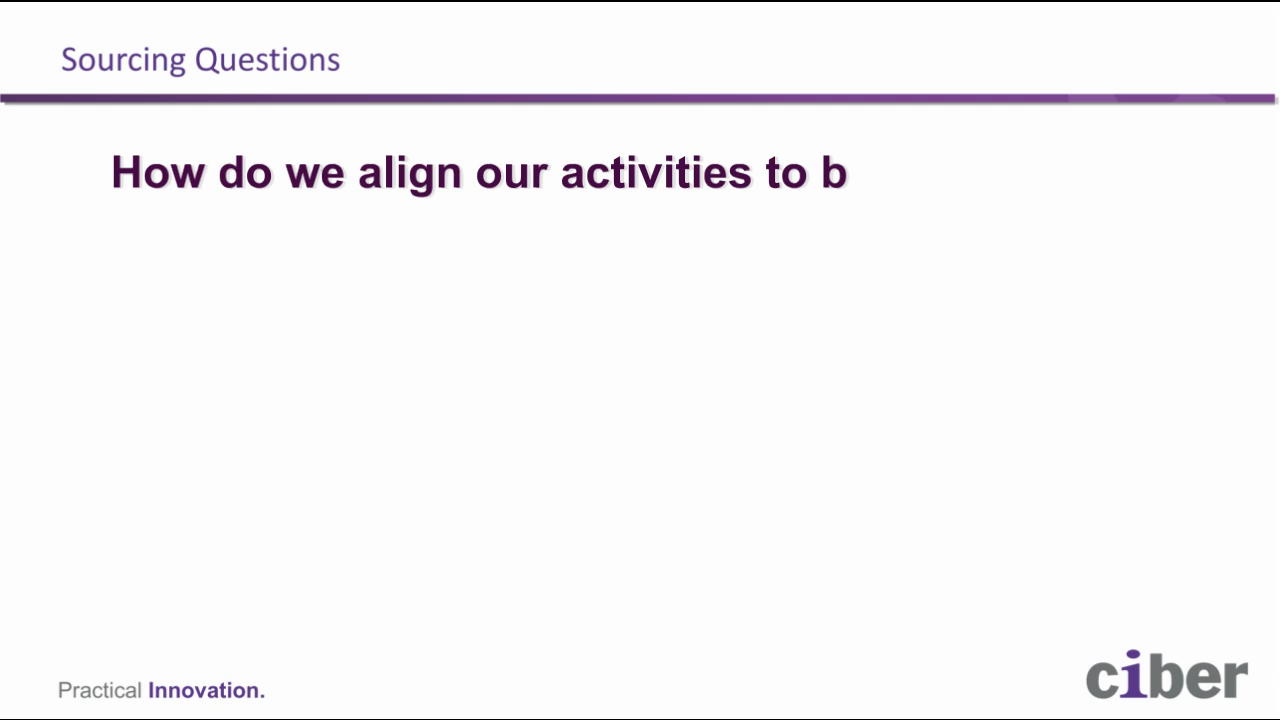 Sourcing Questions
How do we align our activities to b
Practical Innovation.
ciber